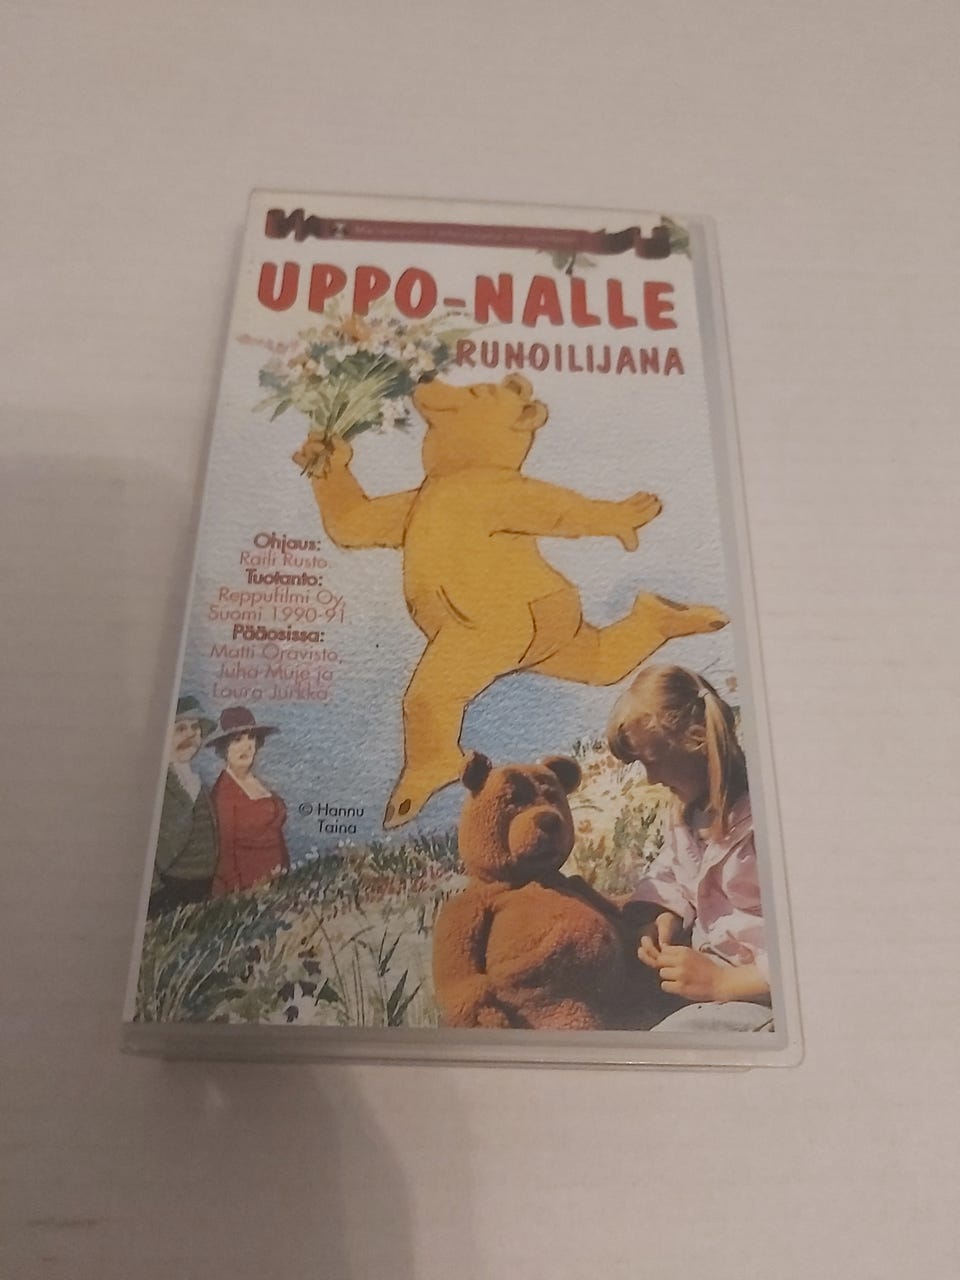 UPPO-NALLE
RUNOILIJANA
Ohjaus:
Raili Rusto.
Tuotanto:
Reppufilmi Oy,
Suomi 1990-91.
Pääosissa:
Matti Oravisto,
Juha Muje ja
Laura Jurkka.
© Hannu
Taina